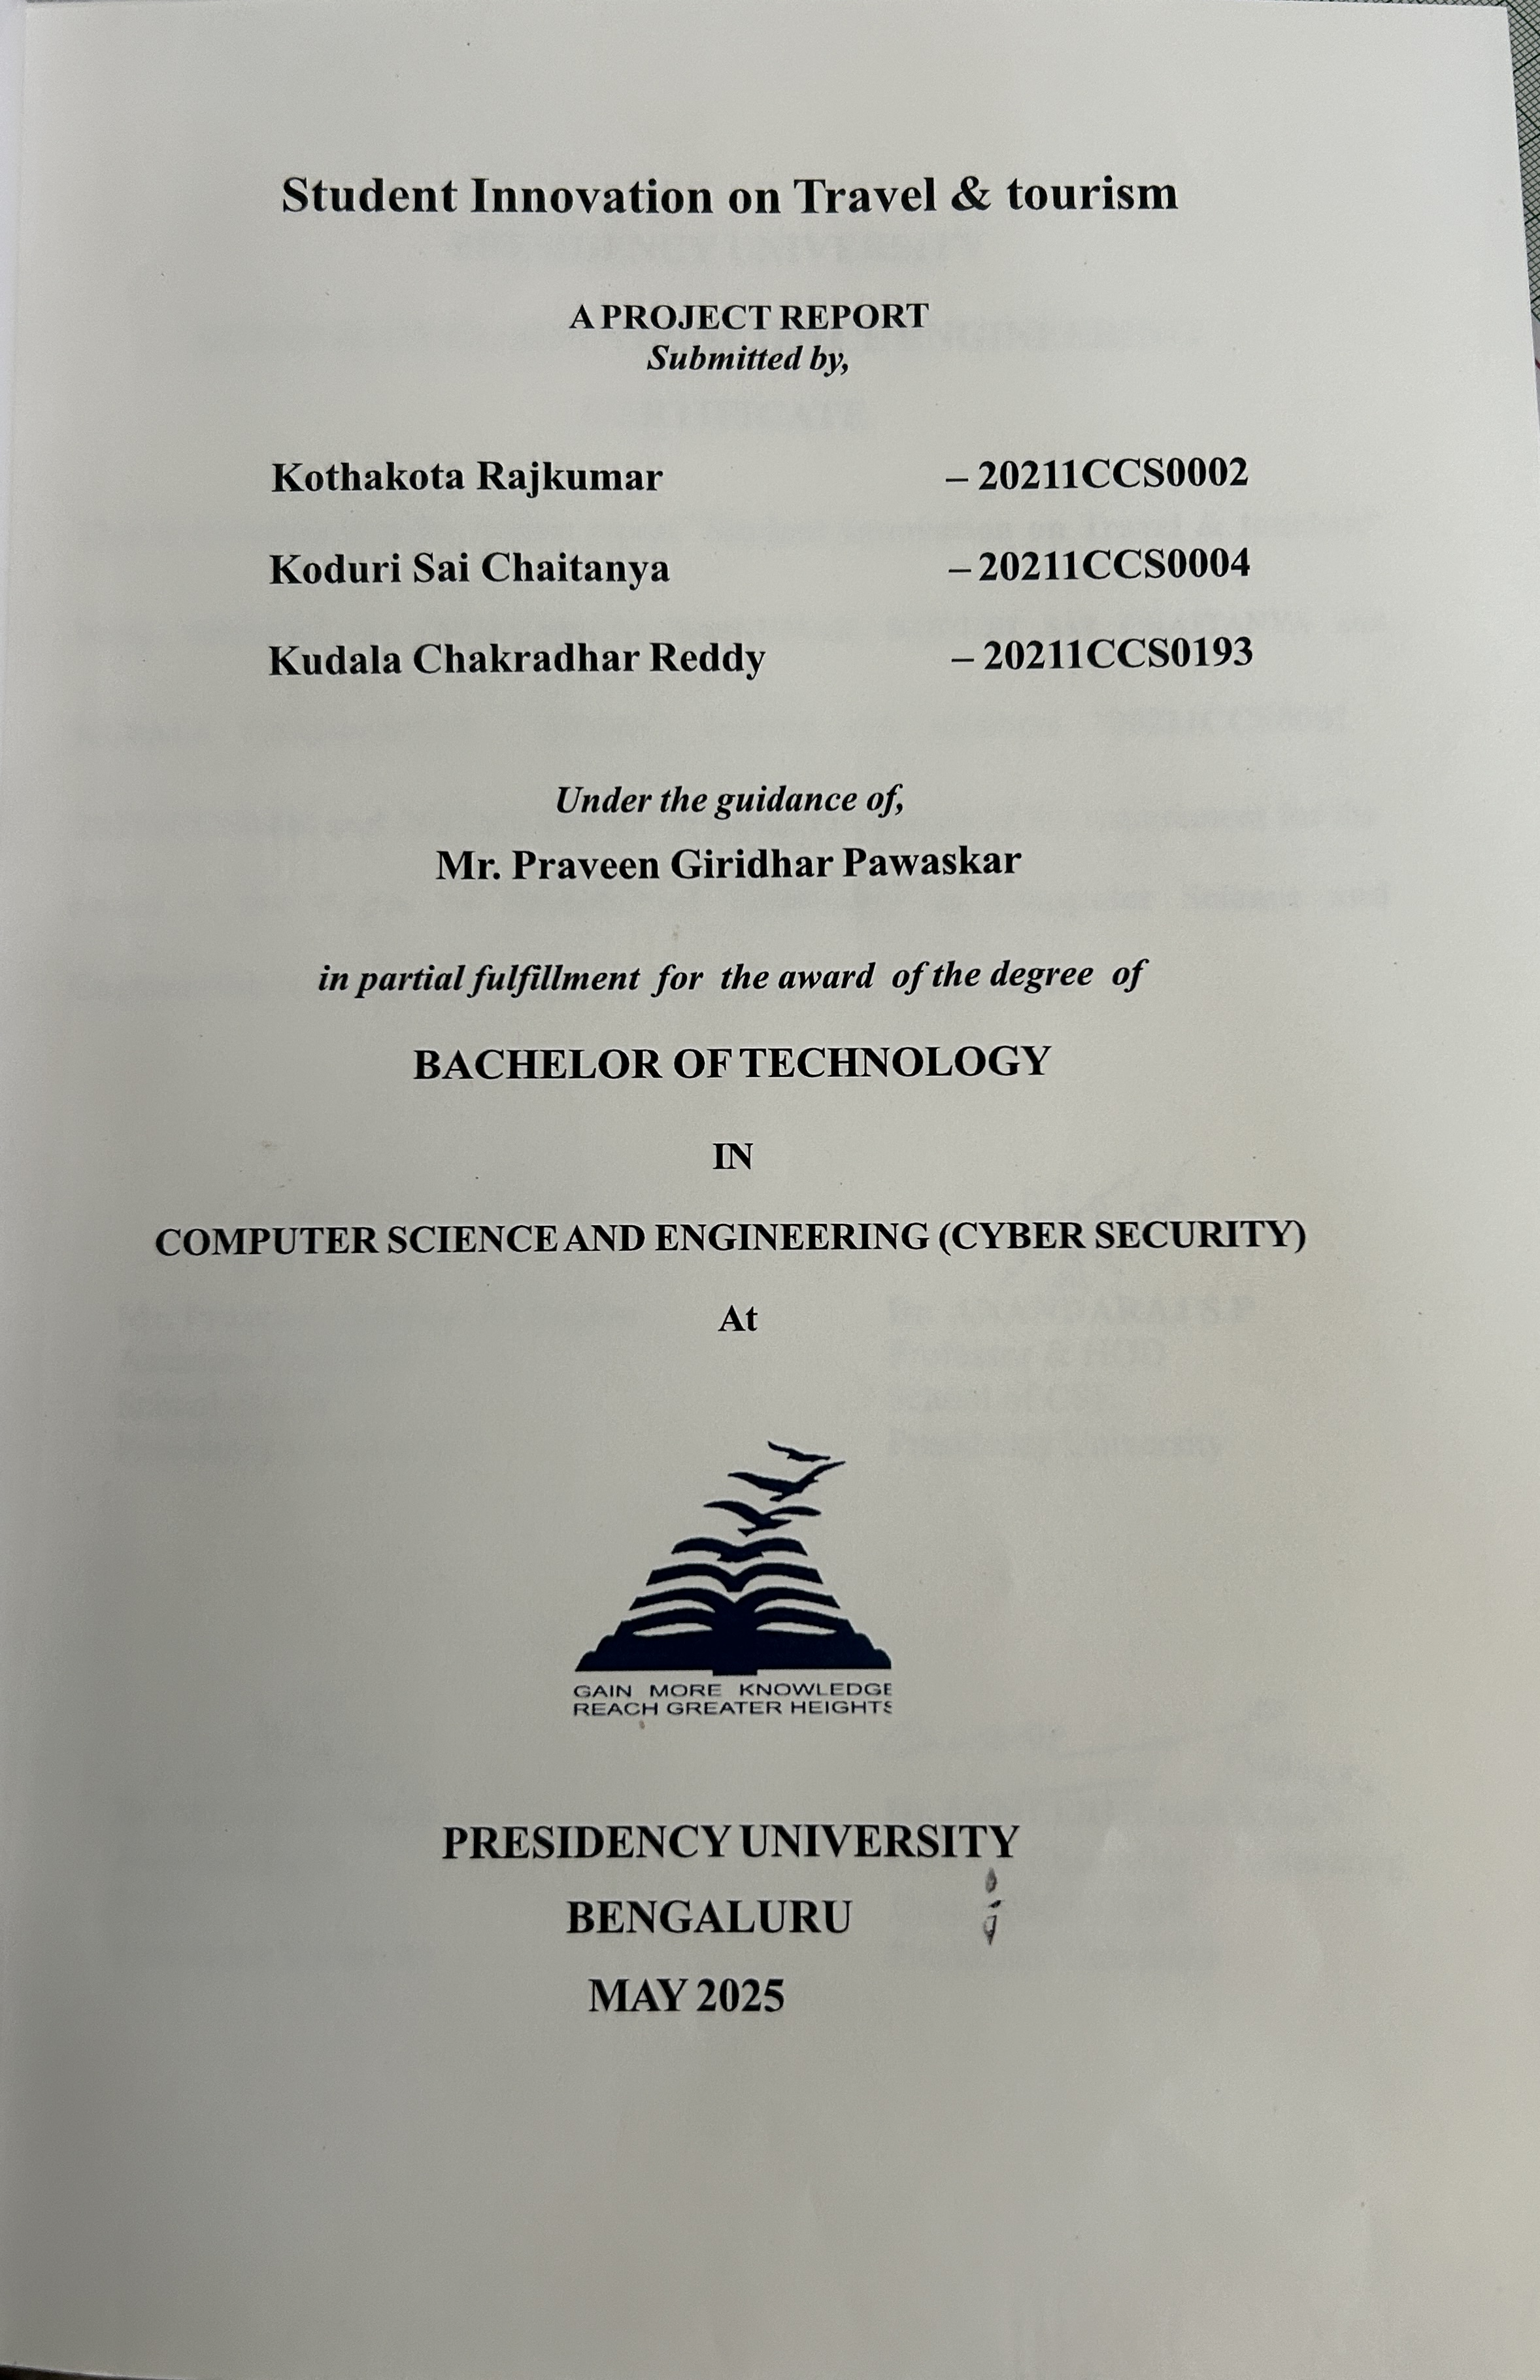 Student Innovation on Travel & tourism
A PROJECT REPORT
Submitted by,
Kothakota Rajkumar – 20211CCS0002
Koduri Sai Chaitanya – 20211CCS0004
Kudala Chakradhar Reddy – 20211CCS0193
Under the guidance of,
Mr. Praveen Giridhar Pawaskar
in partial fulfillment for the award of the degree of
BACHELOR OF TECHNOLOGY
IN
COMPUTER SCIENCE AND ENGINEERING (CYBER SECURITY)
At
GAIN MORE KNOWLEDGE
REACH GREATER HEIGHTS
PRESIDENCY UNIVERSITY
BENGALURU
MAY 2025